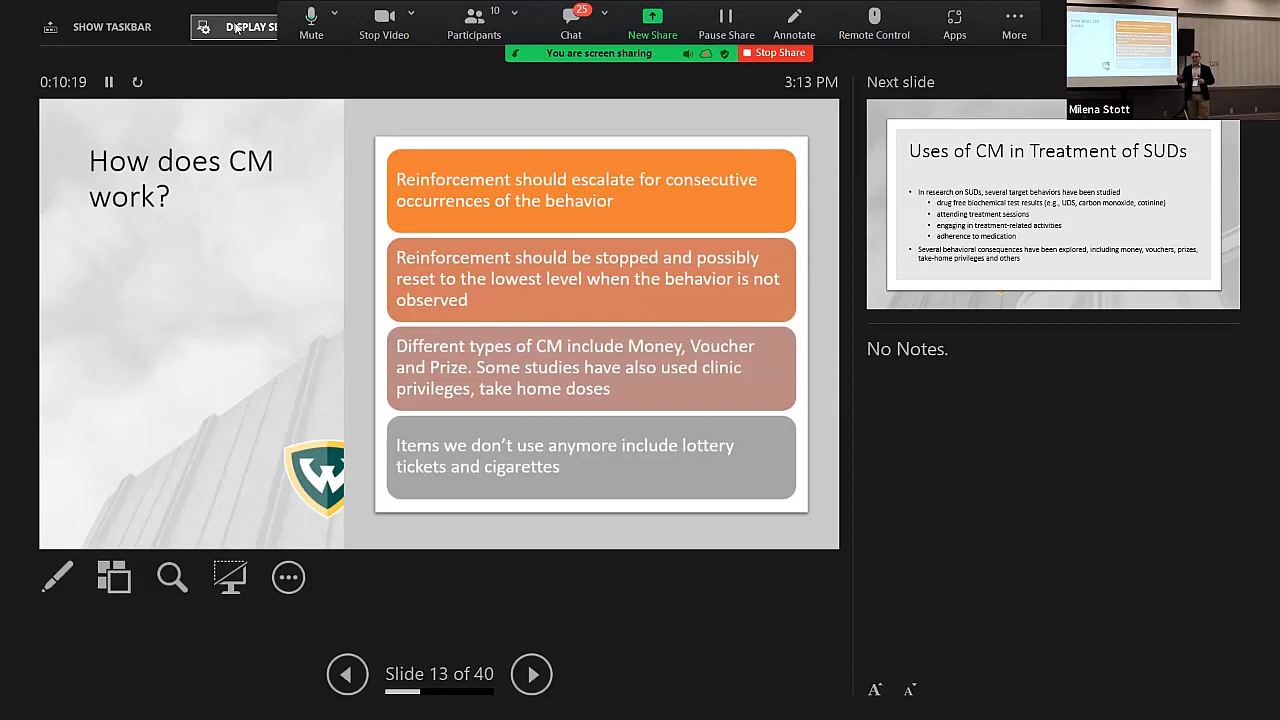 SHOW TASKBAR
DISPLAY SE
Mute
Stop Video
10
Participants
25
Chat
New Share
Pause Share
Annotate
Remote Control
Apps
More
You are screen sharing
Stop Share
Milena Stott
0:10:19
3:13 PM
How does CM
work?
Reinforcement should escalate for consecutive
occurrences of the behavior
Reinforcement should be stopped and possibly
reset to the lowest level when the behavior is not
observed
Different types of CM include Money, Voucher
and Prize. Some studies have also used clinic
privileges, take home doses
Items we don’t use anymore include lottery
tickets and cigarettes
W
Next slide
Uses of CM in Treatment of SUDs
• In research on SUDs, several target behaviors have been studied
• drug free biochemical test results (e.g., UDS, carbon monoxide, cotinine)
• attending treatment sessions
• engaging in treatment-related activities
• adherence to medication
• Several behavioral consequences have been explored, including money, vouchers, prizes,
take-home privileges and others
No Notes.
Slide 13 of 40
A A